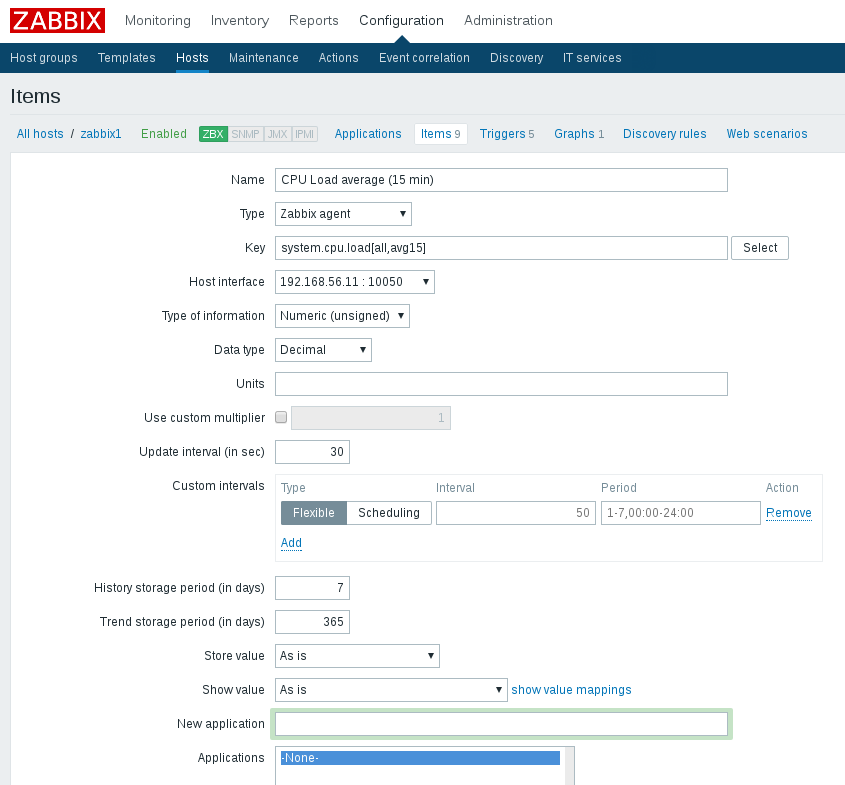 ZABBIX Monitoring Inventory Reports Configuration Administration
Host groups Templates Hosts Maintenance Actions Event correlation Discovery IT services
Items
All hosts / zabbix1 Enabled ZBX SNMP JMX IPMI Applications Items 9 Triggers 5 Graphs 1 Discovery rules Web scenarios
Name CPU Load average (15 min)
Type Zabbix agent
Key system.cpu.load[all,avg15] Select
Host interface 192.168.56.11 : 10050
Type of information Numeric (unsigned)
Data type Decimal
Units
Use custom multiplier 1
Update interval (in sec) 30
Custom intervals Type Interval Period Action
Flexible Scheduling 50 1-7,00:00-24:00 Remove
Add
History storage period (in days) 7
Trend storage period (in days) 365
Store value As is
Show value As is show value mappings
New application
Applications -None-